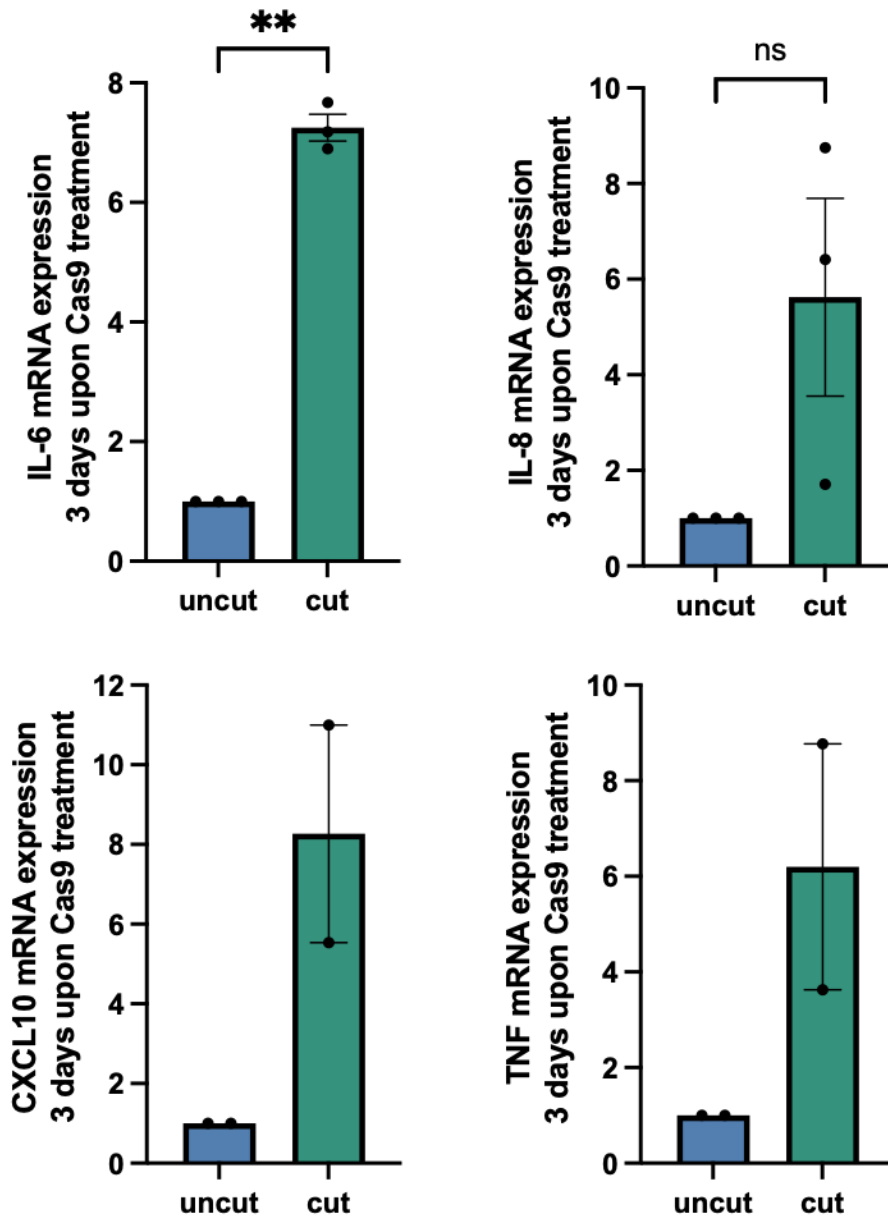 **
IL-6 mRNA expression
3 days upon Cas9 treatment
8
6
4
2
0
uncut cut
ns
IL-8 mRNA expression
3 days upon Cas9 treatment
10
8
6
4
2
0
uncut cut
CXCL10 mRNA expression
3 days upon Cas9 treatment
12
10
8
6
4
2
0
uncut cut
TNF mRNA expression
3 days upon Cas9 treatment
10
8
6
4
2
0
uncut cut